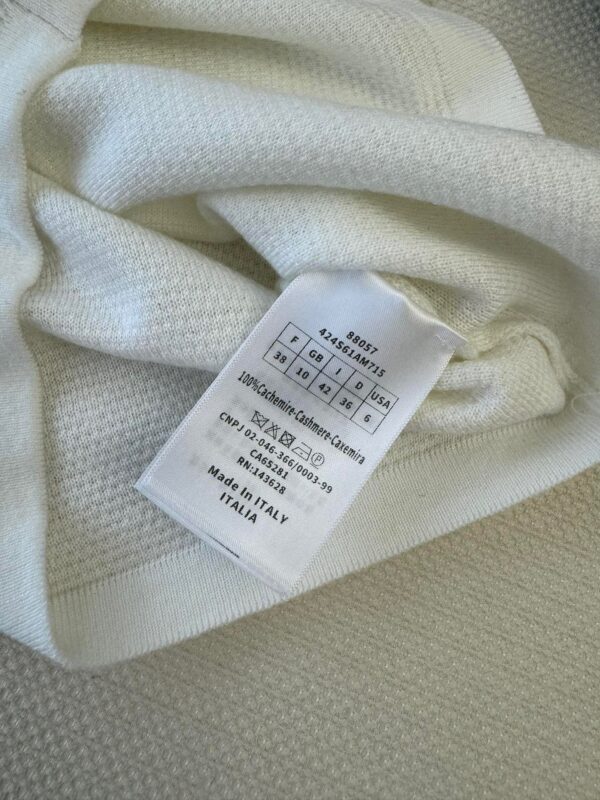 88057
424S61AM715
F GB I D USA
38 10 42 36 6
100%Cachemire-Cashmere-Caxemira
CNPJ 02-046-366/0003-99
CA65281
RN:143628
Made In ITALY
ITALIA